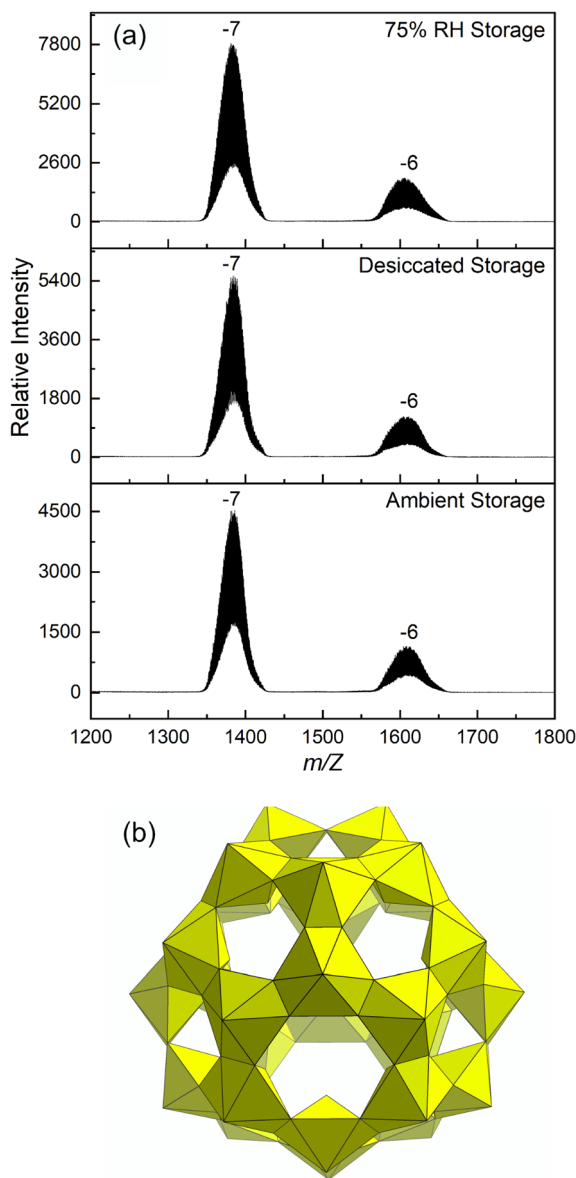 (a)
-7
75% RH Storage
7800
5200
-6
2600
0
-7
Desiccated Storage
5400
3600
-6
1800
0
-7
Ambient Storage
4500
3000
-6
1500
0
Relative Intensity
1200 1300 1400 1500 1600 1700 1800
m/Z
(b)